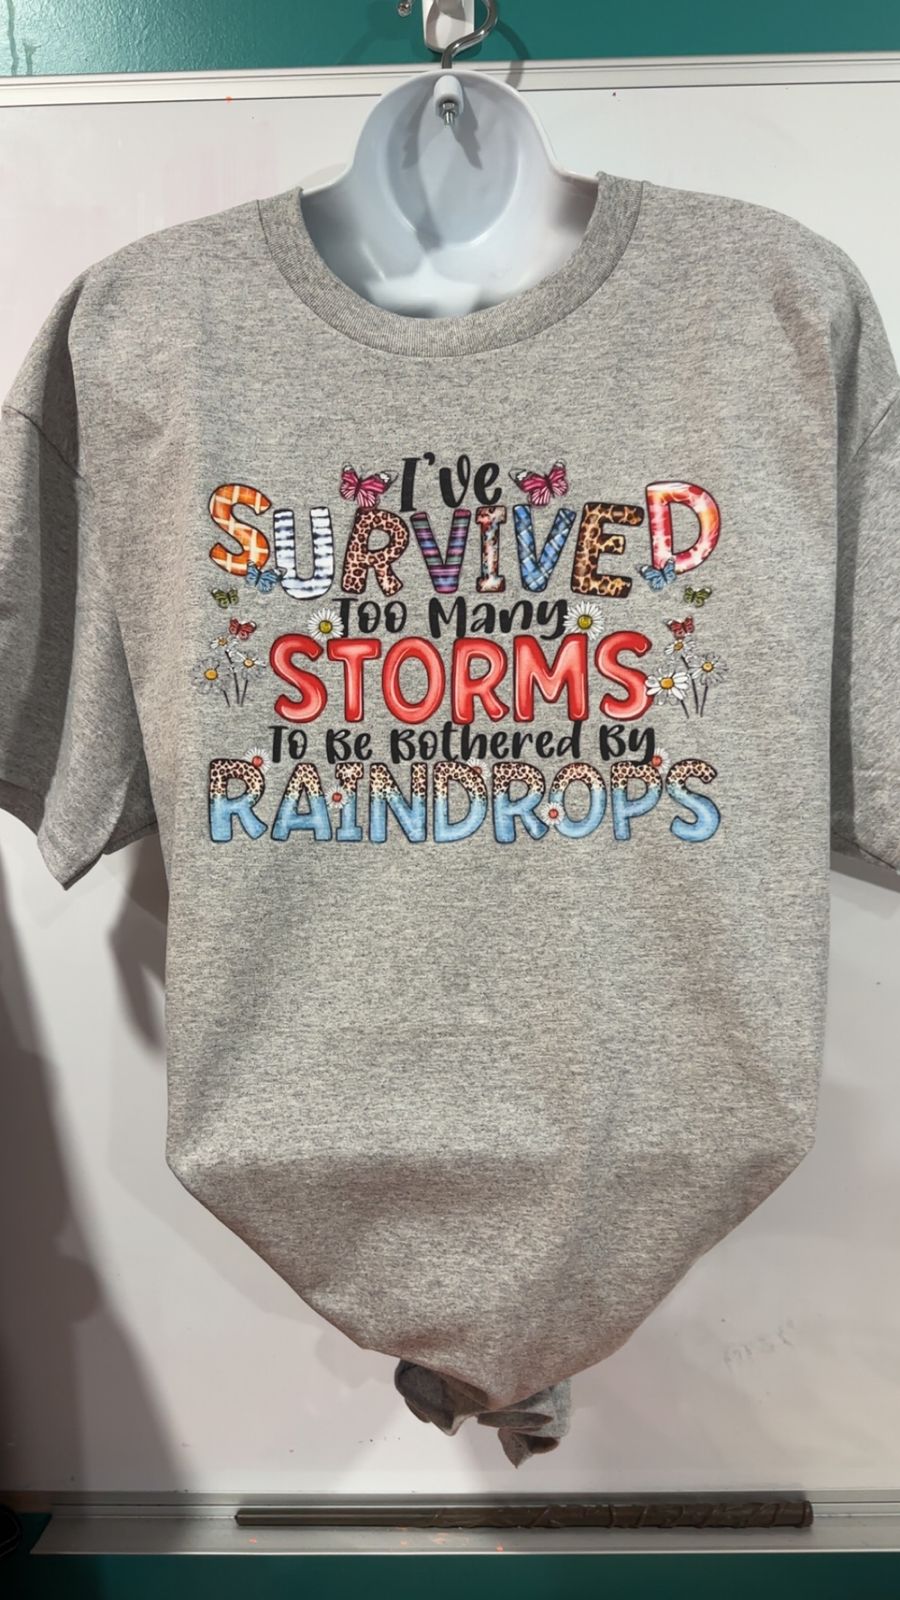 I've
SURVIVED
Too Many
STORMS
To Be Bothered By
RAINDROPS